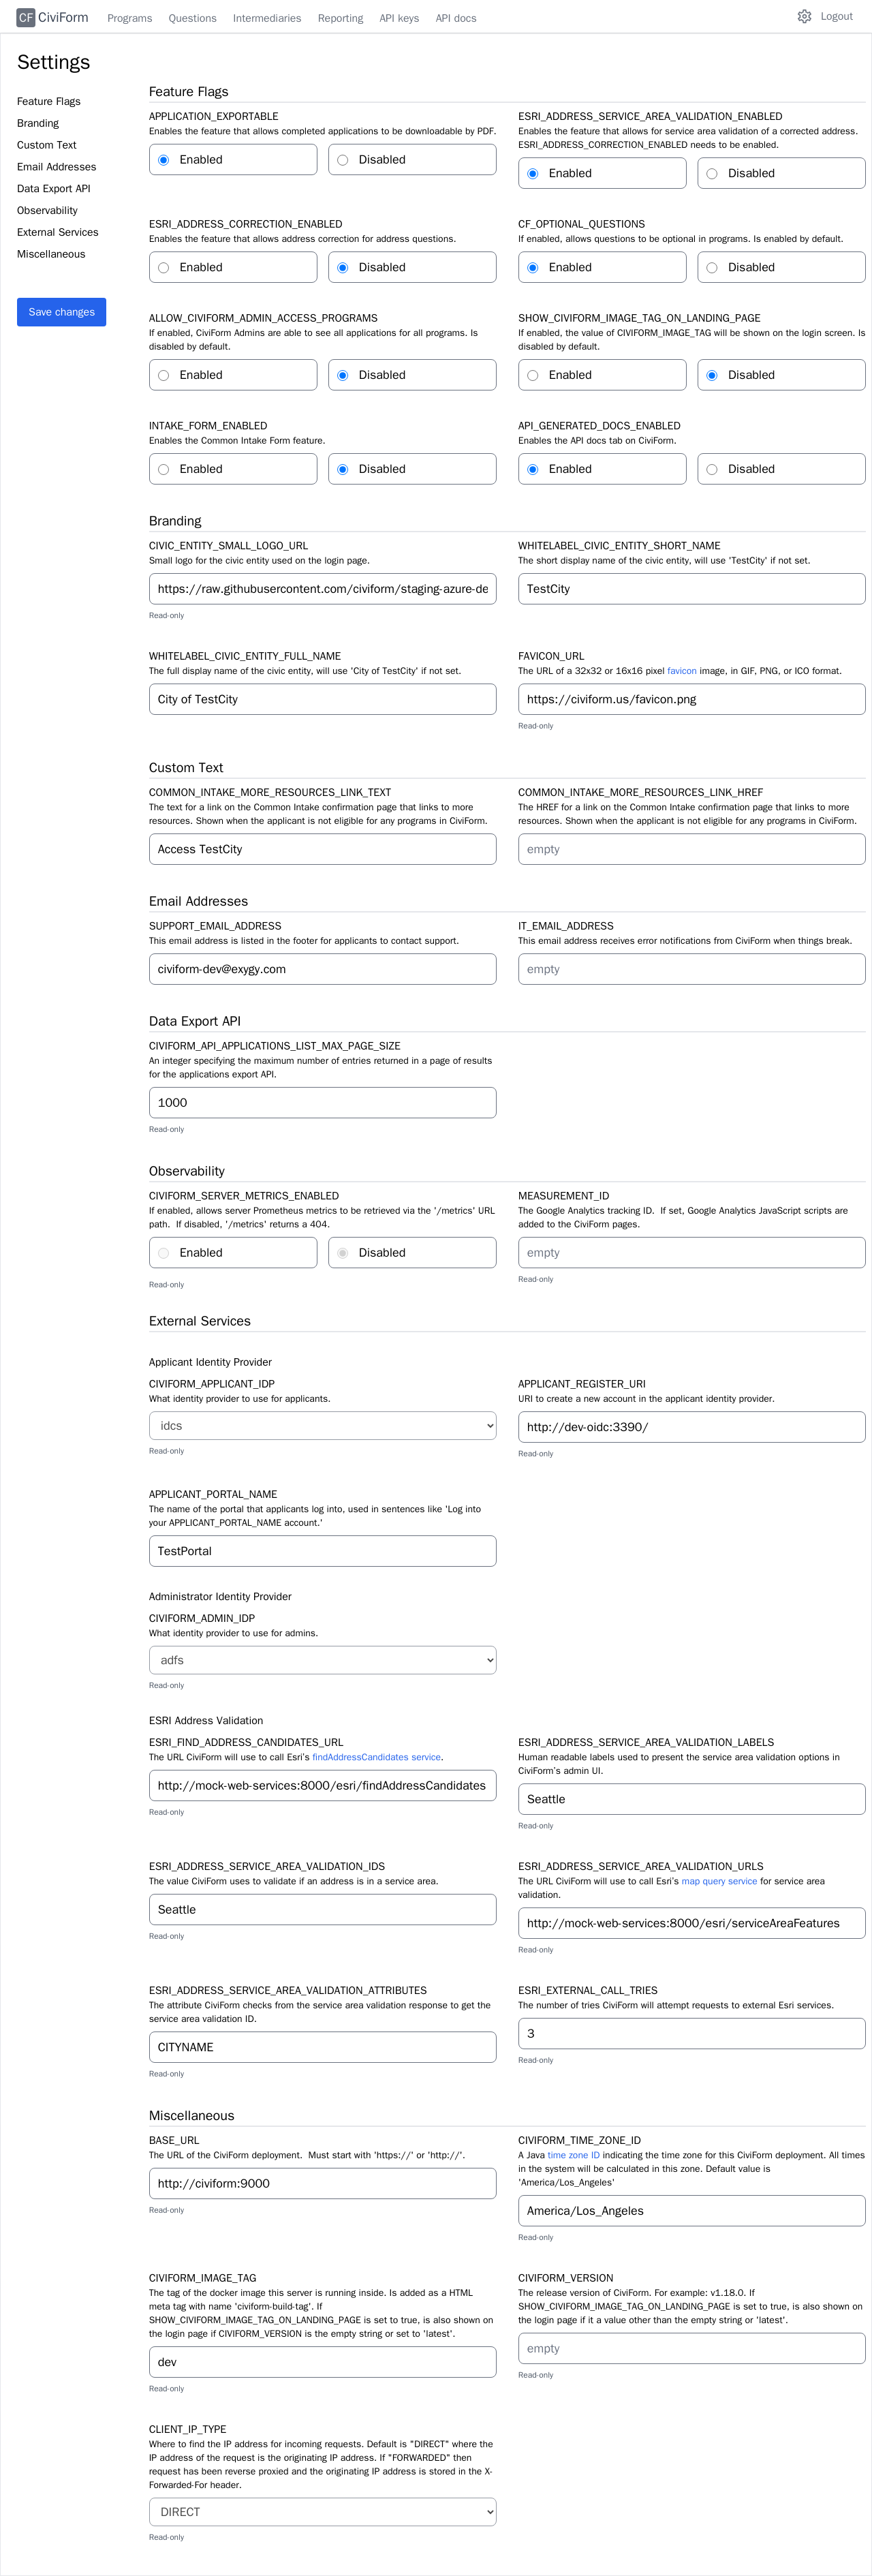 CF CiviForm Programs Questions Intermediaries Reporting API keys API docs Logout
Settings
Feature Flags
Branding
Custom Text
Email Addresses
Data Export API
Observability
External Services
Miscellaneous
Save changes
Feature Flags
APPLICATION_EXPORTABLE
Enables the feature that allows completed applications to be downloadable by PDF.
Enabled Disabled
ESRI_ADDRESS_SERVICE_AREA_VALIDATION_ENABLED
Enables the feature that allows for service area validation of a corrected address.
ESRI_ADDRESS_CORRECTION_ENABLED needs to be enabled.
Enabled Disabled
ESRI_ADDRESS_CORRECTION_ENABLED
Enables the feature that allows address correction for address questions.
Enabled Disabled
CF_OPTIONAL_QUESTIONS
If enabled, allows questions to be optional in programs. Is enabled by default.
Enabled Disabled
ALLOW_CIVIFORM_ADMIN_ACCESS_PROGRAMS
If enabled, CiviForm Admins are able to see all applications for all programs. Is
disabled by default.
Enabled Disabled
SHOW_CIVIFORM_IMAGE_TAG_ON_LANDING_PAGE
If enabled, the value of CIVIFORM_IMAGE_TAG will be shown on the login screen. Is
disabled by default.
Enabled Disabled
INTAKE_FORM_ENABLED
Enables the Common Intake Form feature.
Enabled Disabled
API_GENERATED_DOCS_ENABLED
Enables the API docs tab on CiviForm.
Enabled Disabled
Branding
CIVIC_ENTITY_SMALL_LOGO_URL
Small logo for the civic entity used on the login page.
https://raw.githubusercontent.com/civiform/staging-azure-de
Read-only
WHITELABEL_CIVIC_ENTITY_SHORT_NAME
The short display name of the civic entity, will use 'TestCity' if not set.
TestCity
WHITELABEL_CIVIC_ENTITY_FULL_NAME
The full display name of the civic entity, will use 'City of TestCity' if not set.
City of TestCity
FAVICON_URL
The URL of a 32x32 or 16x16 pixel favicon image, in GIF, PNG, or ICO format.
https://civiform.us/favicon.png
Read-only
Custom Text
COMMON_INTAKE_MORE_RESOURCES_LINK_TEXT
The text for a link on the Common Intake confirmation page that links to more
resources. Shown when the applicant is not eligible for any programs in CiviForm.
Access TestCity
COMMON_INTAKE_MORE_RESOURCES_LINK_HREF
The HREF for a link on the Common Intake confirmation page that links to more
resources. Shown when the applicant is not eligible for any programs in CiviForm.
empty
Email Addresses
SUPPORT_EMAIL_ADDRESS
This email address is listed in the footer for applicants to contact support.
civiform-dev@exygy.com
IT_EMAIL_ADDRESS
This email address receives error notifications from CiviForm when things break.
empty
Data Export API
CIVIFORM_API_APPLICATIONS_LIST_MAX_PAGE_SIZE
An integer specifying the maximum number of entries returned in a page of results
for the applications export API.
1000
Read-only
Observability
CIVIFORM_SERVER_METRICS_ENABLED
If enabled, allows server Prometheus metrics to be retrieved via the '/metrics' URL
path.  If disabled, '/metrics' returns a 404.
Enabled Disabled
Read-only
MEASUREMENT_ID
The Google Analytics tracking ID.  If set, Google Analytics JavaScript scripts are
added to the CiviForm pages.
empty
Read-only
External Services
Applicant Identity Provider
CIVIFORM_APPLICANT_IDP
What identity provider to use for applicants.
idcs
Read-only
APPLICANT_REGISTER_URI
URI to create a new account in the applicant identity provider.
http://dev-oidc:3390/
Read-only
APPLICANT_PORTAL_NAME
The name of the portal that applicants log into, used in sentences like 'Log into
your APPLICANT_PORTAL_NAME account.'
TestPortal
Administrator Identity Provider
CIVIFORM_ADMIN_IDP
What identity provider to use for admins.
adfs
Read-only
ESRI Address Validation
ESRI_FIND_ADDRESS_CANDIDATES_URL
The URL CiviForm will use to call Esri's findAddressCandidates service.
http://mock-web-services:8000/esri/findAddressCandidates
Read-only
ESRI_ADDRESS_SERVICE_AREA_VALIDATION_LABELS
Human readable labels used to present the service area validation options in
CiviForm's admin UI.
Seattle
Read-only
ESRI_ADDRESS_SERVICE_AREA_VALIDATION_IDS
The value CiviForm uses to validate if an address is in a service area.
Seattle
Read-only
ESRI_ADDRESS_SERVICE_AREA_VALIDATION_URLS
The URL CiviForm will use to call Esri's map query service for service area
validation.
http://mock-web-services:8000/esri/serviceAreaFeatures
Read-only
ESRI_ADDRESS_SERVICE_AREA_VALIDATION_ATTRIBUTES
The attribute CiviForm checks from the service area validation response to get the
service area validation ID.
CITYNAME
Read-only
ESRI_EXTERNAL_CALL_TRIES
The number of tries CiviForm will attempt requests to external Esri services.
3
Read-only
Miscellaneous
BASE_URL
The URL of the CiviForm deployment.  Must start with 'https://' or 'http://'.
http://civiform:9000
Read-only
CIVIFORM_TIME_ZONE_ID
A Java time zone ID indicating the time zone for this CiviForm deployment. All times
in the system will be calculated in this zone. Default value is
'America/Los_Angeles'
America/Los_Angeles
Read-only
CIVIFORM_IMAGE_TAG
The tag of the docker image this server is running inside. Is added as a HTML
meta tag with name 'civiform-build-tag'. If
SHOW_CIVIFORM_IMAGE_TAG_ON_LANDING_PAGE is set to true, is also shown on
the login page if CIVIFORM_VERSION is the empty string or set to 'latest'.
dev
Read-only
CIVIFORM_VERSION
The release version of CiviForm. For example: v1.18.0. If
SHOW_CIVIFORM_IMAGE_TAG_ON_LANDING_PAGE is set to true, is also shown on
the login page if it a value other than the empty string or 'latest'.
empty
Read-only
CLIENT_IP_TYPE
Where to find the IP address for incoming requests. Default is "DIRECT" where the
IP address of the request is the originating IP address. If "FORWARDED" then
request has been reverse proxied and the originating IP address is stored in the X-
Forwarded-For header.
DIRECT
Read-only